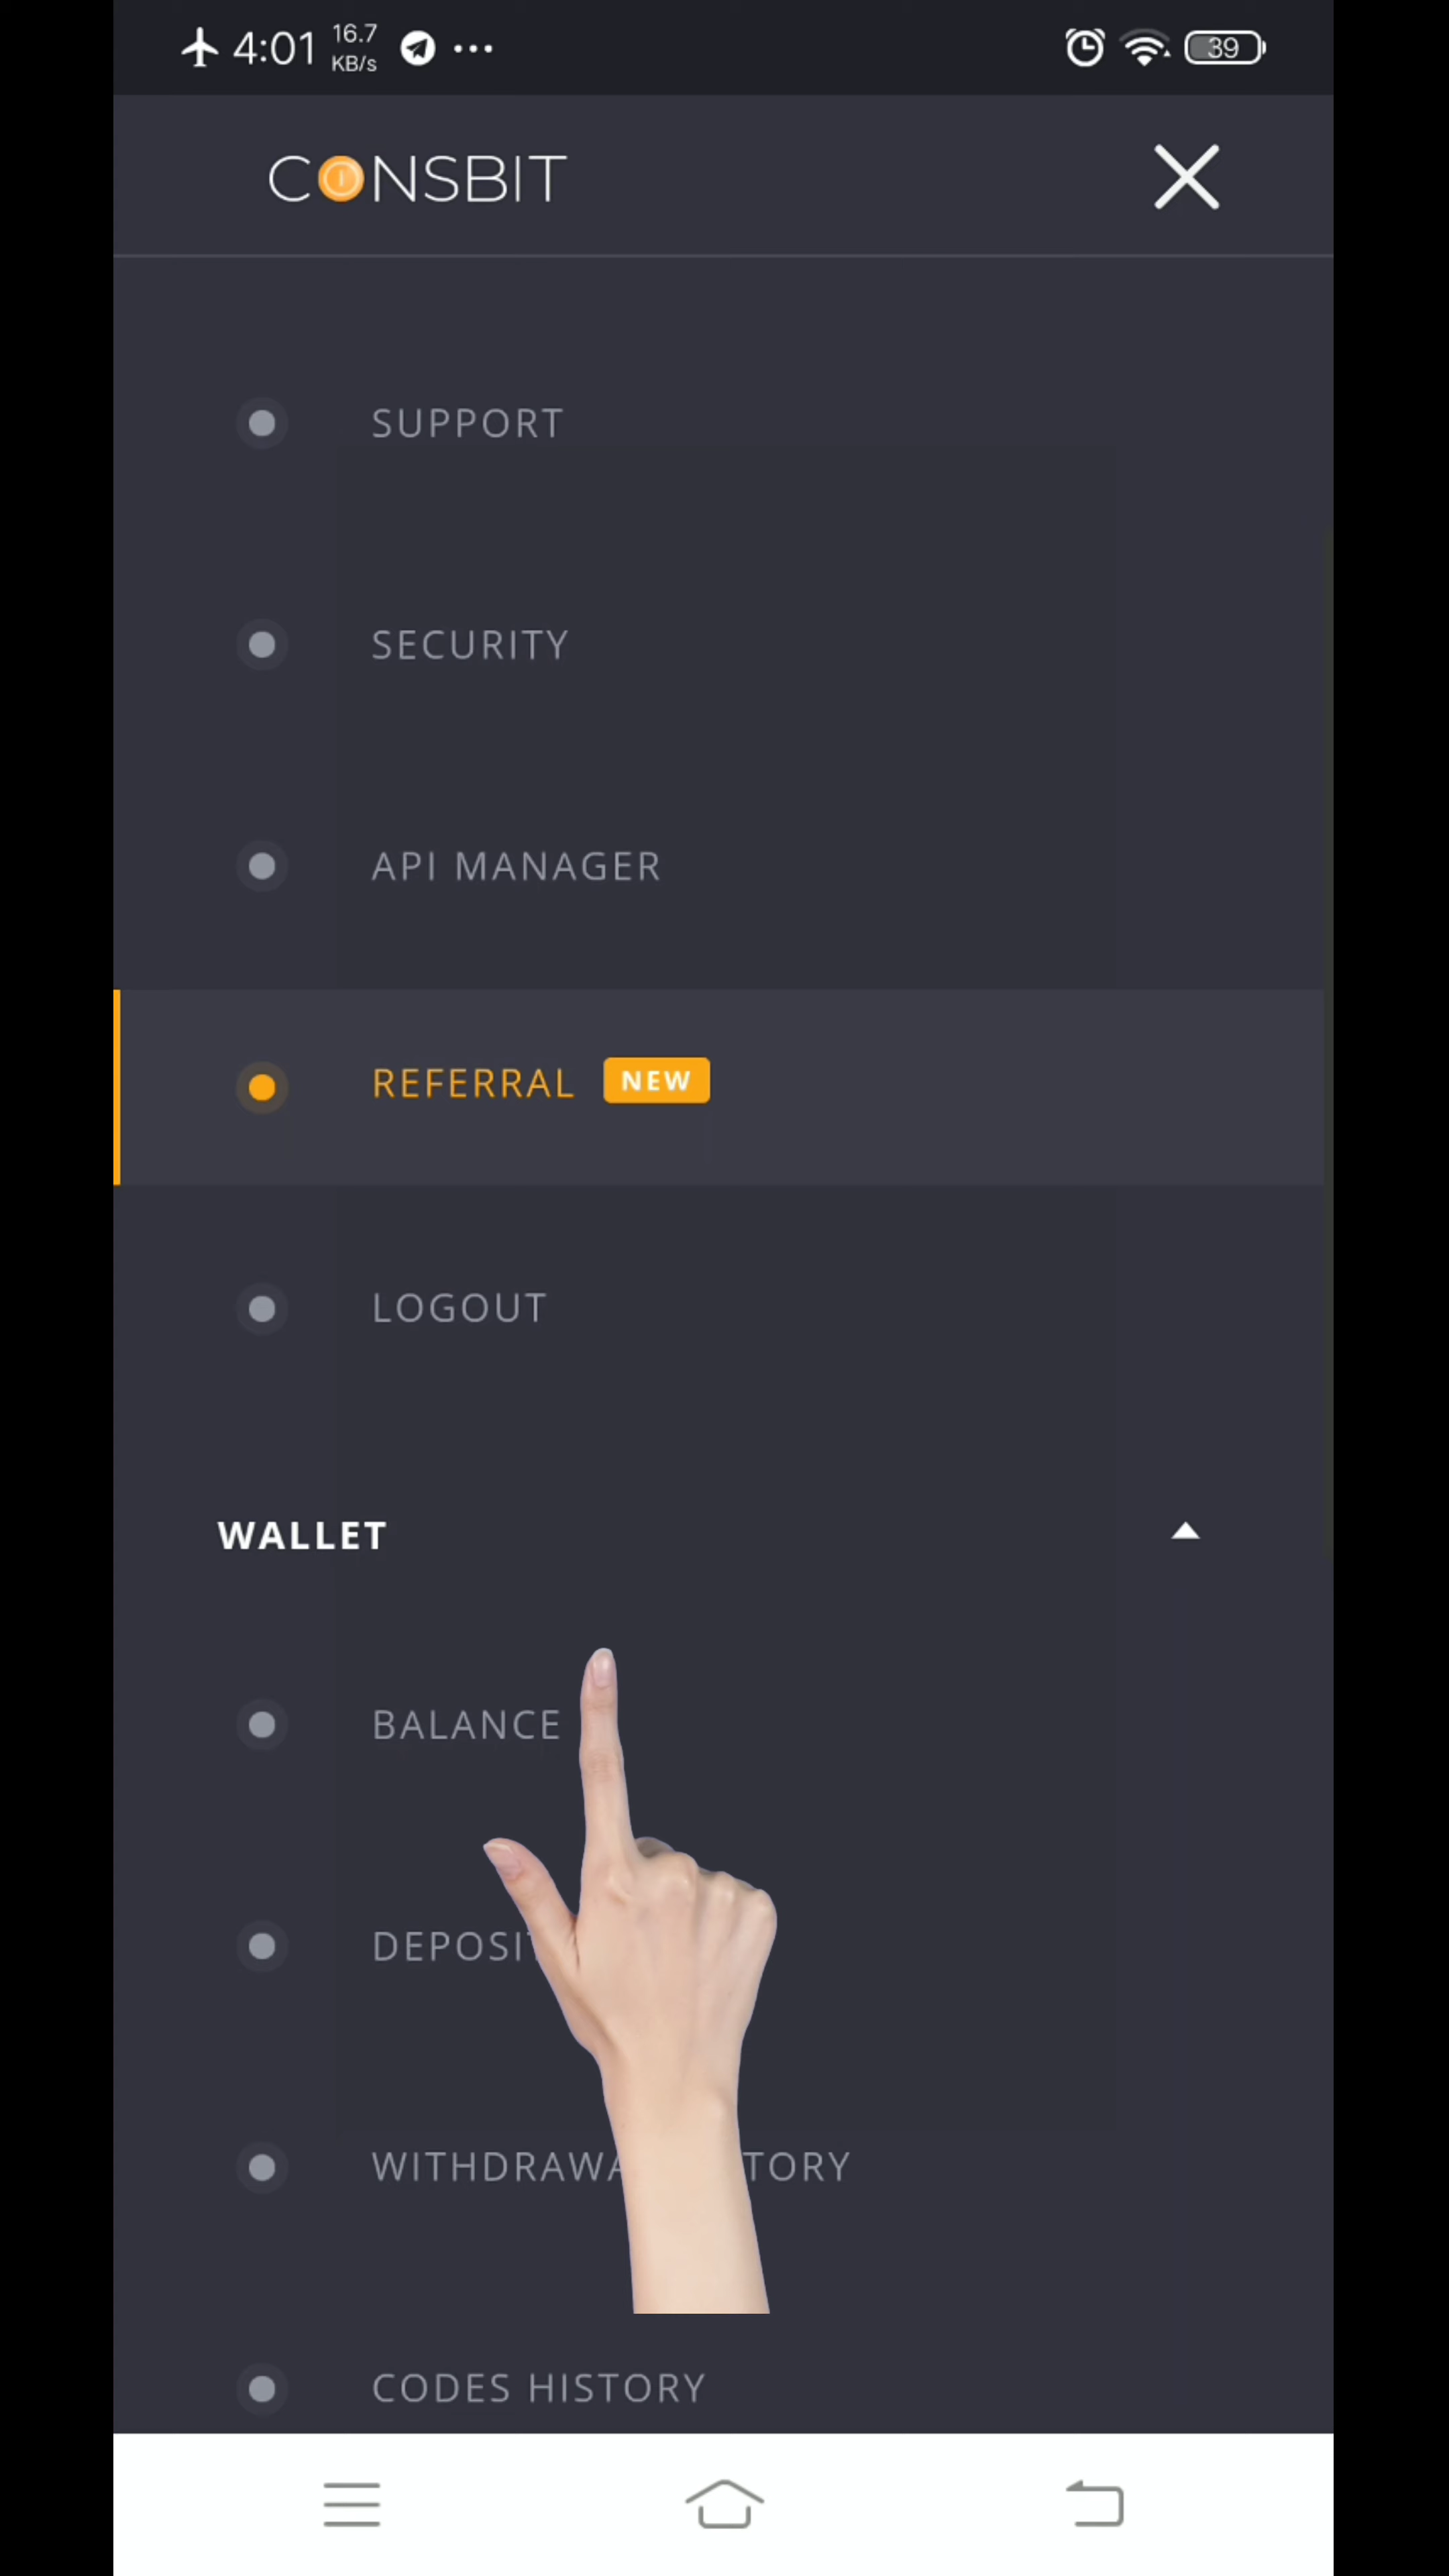 4:01 16.7 KB/s 39
CONSBIT
SUPPORT
SECURITY
API MANAGER
REFERRAL NEW
LOGOUT
WALLET
BALANCE
CODES HISTORY